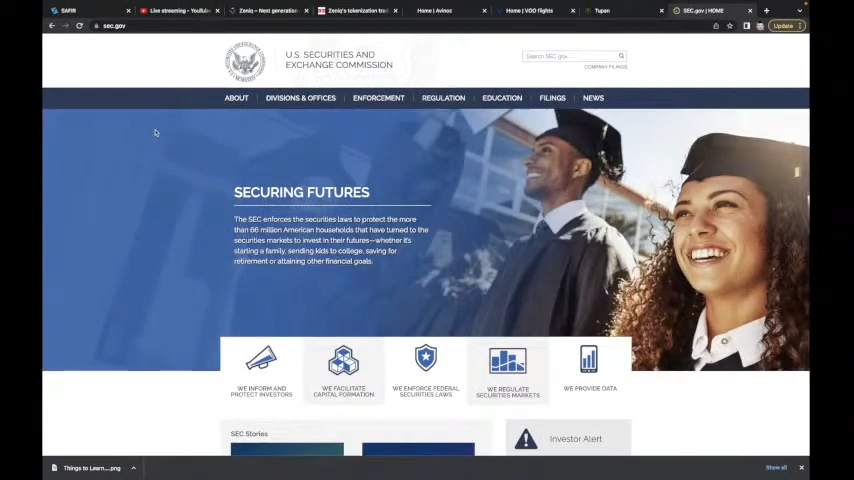 SAFIR
Live streaming - YouTube
Zeniq – Next generation
Zeniq's tokenization tra
Home | Avinoc
Home | VOO flights
Tupan
SEC.gov | HOME
sec.gov
Update
U.S. SECURITIES AND
EXCHANGE COMMISSION
Search SEC.gov
COMPANY FILINGS
ABOUT
DIVISIONS & OFFICES
ENFORCEMENT
REGULATION
EDUCATION
FILINGS
NEWS
SECURING FUTURES
The SEC enforces the securities laws to protect the more
than 66 million American households that have turned to the
securities markets to invest in their futures—whether it's
starting a family, sending kids to college, saving for
retirement or attaining other financial goals.
WE INFORM AND
PROTECT INVESTORS
WE FACILITATE
CAPITAL FORMATION
WE ENFORCE FEDERAL
SECURITIES LAWS
WE REGULATE
SECURITIES MARKETS
WE PROVIDE DATA
SEC Stories
Investor Alert
Things to Learn....png
Show all